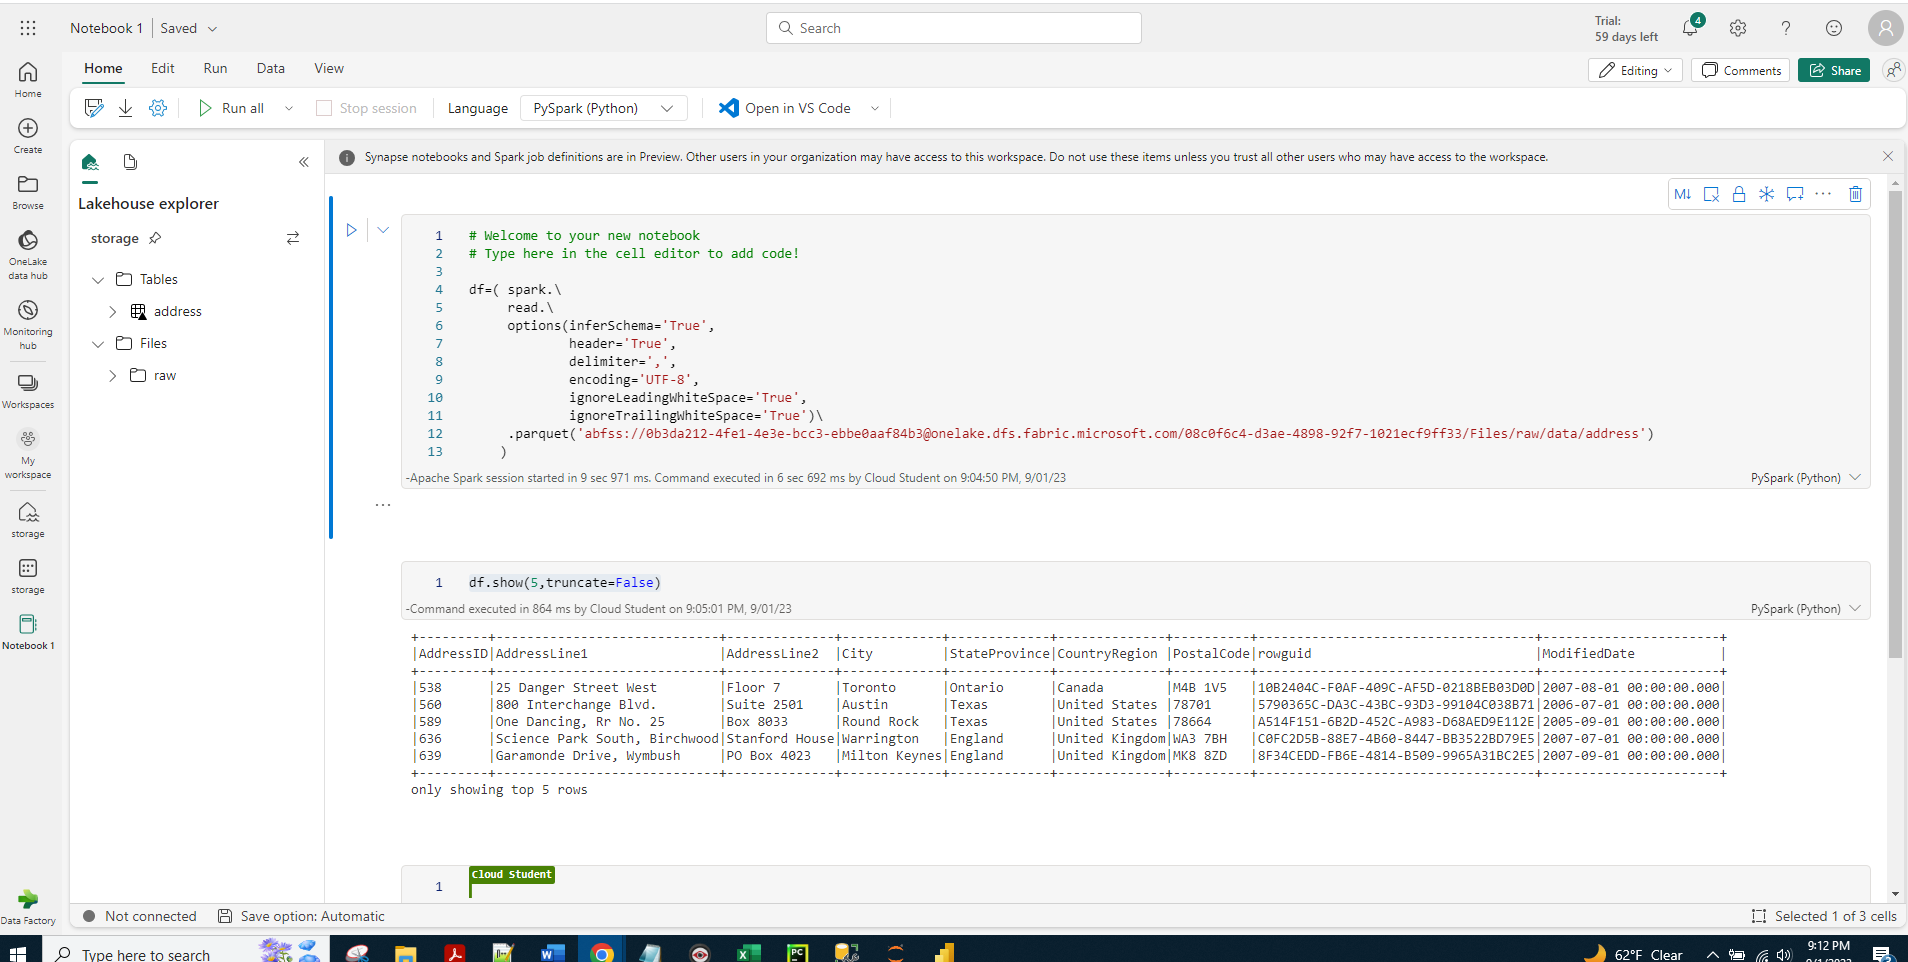 Notebook 1 | Saved
Search
Trial:
59 days left
4
Home Edit Run Data View
Editing
Comments
Share
Run all
Stop session
Language
PySpark (Python)
Open in VS Code
Home
Create
Browse
OneLake
data hub
Monitoring
hub
Workspaces
My
workspace
storage
storage
Notebook 1
Data Factory
Lakehouse explorer
storage
Tables
address
Files
raw
Synapse notebooks and Spark job definitions are in Preview. Other users in your organization may have access to this workspace. Do not use these items unless you trust all other users who may have access to the workspace.
M↓
1 # Welcome to your new notebook
2 # Type here in the cell editor to add code!
3
4 df=( spark.\
5 read.\
6 options(inferSchema='True',
7 header='True',
8 delimiter=',',
9 encoding='UTF-8',
10 ignoreLeadingWhiteSpace='True',
11 ignoreTrailingWhiteSpace='True')\
12 .parquet('abfss://0b3da212-4fe1-4e3e-bcc3-ebbe0aaf84b3@onelake.dfs.fabric.microsoft.com/08c0f6c4-d3ae-4898-92f7-1021ecf9ff33/Files/raw/data/address')
13 )
-Apache Spark session started in 9 sec 971 ms. Command executed in 6 sec 692 ms by Cloud Student on 9:04:50 PM, 9/01/23
PySpark (Python)
1 df.show(5,truncate=False)
-Command executed in 864 ms by Cloud Student on 9:05:01 PM, 9/01/23
PySpark (Python)
+---------+-----------------------------+--------------+-------------+-------------+--------------+----------+------------------------------------+-----------------------+
|AddressID|AddressLine1 |AddressLine2 |City |StateProvince|CountryRegion |PostalCode|rowguid |ModifiedDate |
+---------+-----------------------------+--------------+-------------+-------------+--------------+----------+------------------------------------+-----------------------+
|538 |25 Danger Street West |Floor 7 |Toronto |Ontario |Canada |M4B 1V5 |10B2404C-F0AF-409C-AF5D-0218BEB03D0D|2007-08-01 00:00:00.000|
|560 |800 Interchange Blvd. |Suite 2501 |Austin |Texas |United States |78701 |5790365C-DA3C-43BC-93D3-99104C038B71|2006-07-01 00:00:00.000|
|589 |One Dancing, Rr No. 25 |Box 8033 |Round Rock |Texas |United States |78664 |A514F151-6B2D-452C-A983-D68AED9E112E|2005-09-01 00:00:00.000|
|636 |Science Park South, Birchwood|Stanford House|Warrington |England |United Kingdom|WA3 7BH |C0FC2D5B-88E7-4B60-8447-BB3522BD79E5|2007-07-01 00:00:00.000|
|639 |Garamonde Drive, Wymbush |PO Box 4023 |Milton Keynes|England |United Kingdom|MK8 8ZD |8F34CEDD-FB6E-4814-B509-9965A31BC2E5|2007-09-01 00:00:00.000|
+---------+-----------------------------+--------------+-------------+-------------+--------------+----------+------------------------------------+-----------------------+
only showing top 5 rows
Cloud Student
1
Not connected
Save option: Automatic
Selected 1 of 3 cells
Type here to search
62°F Clear
9:12 PM